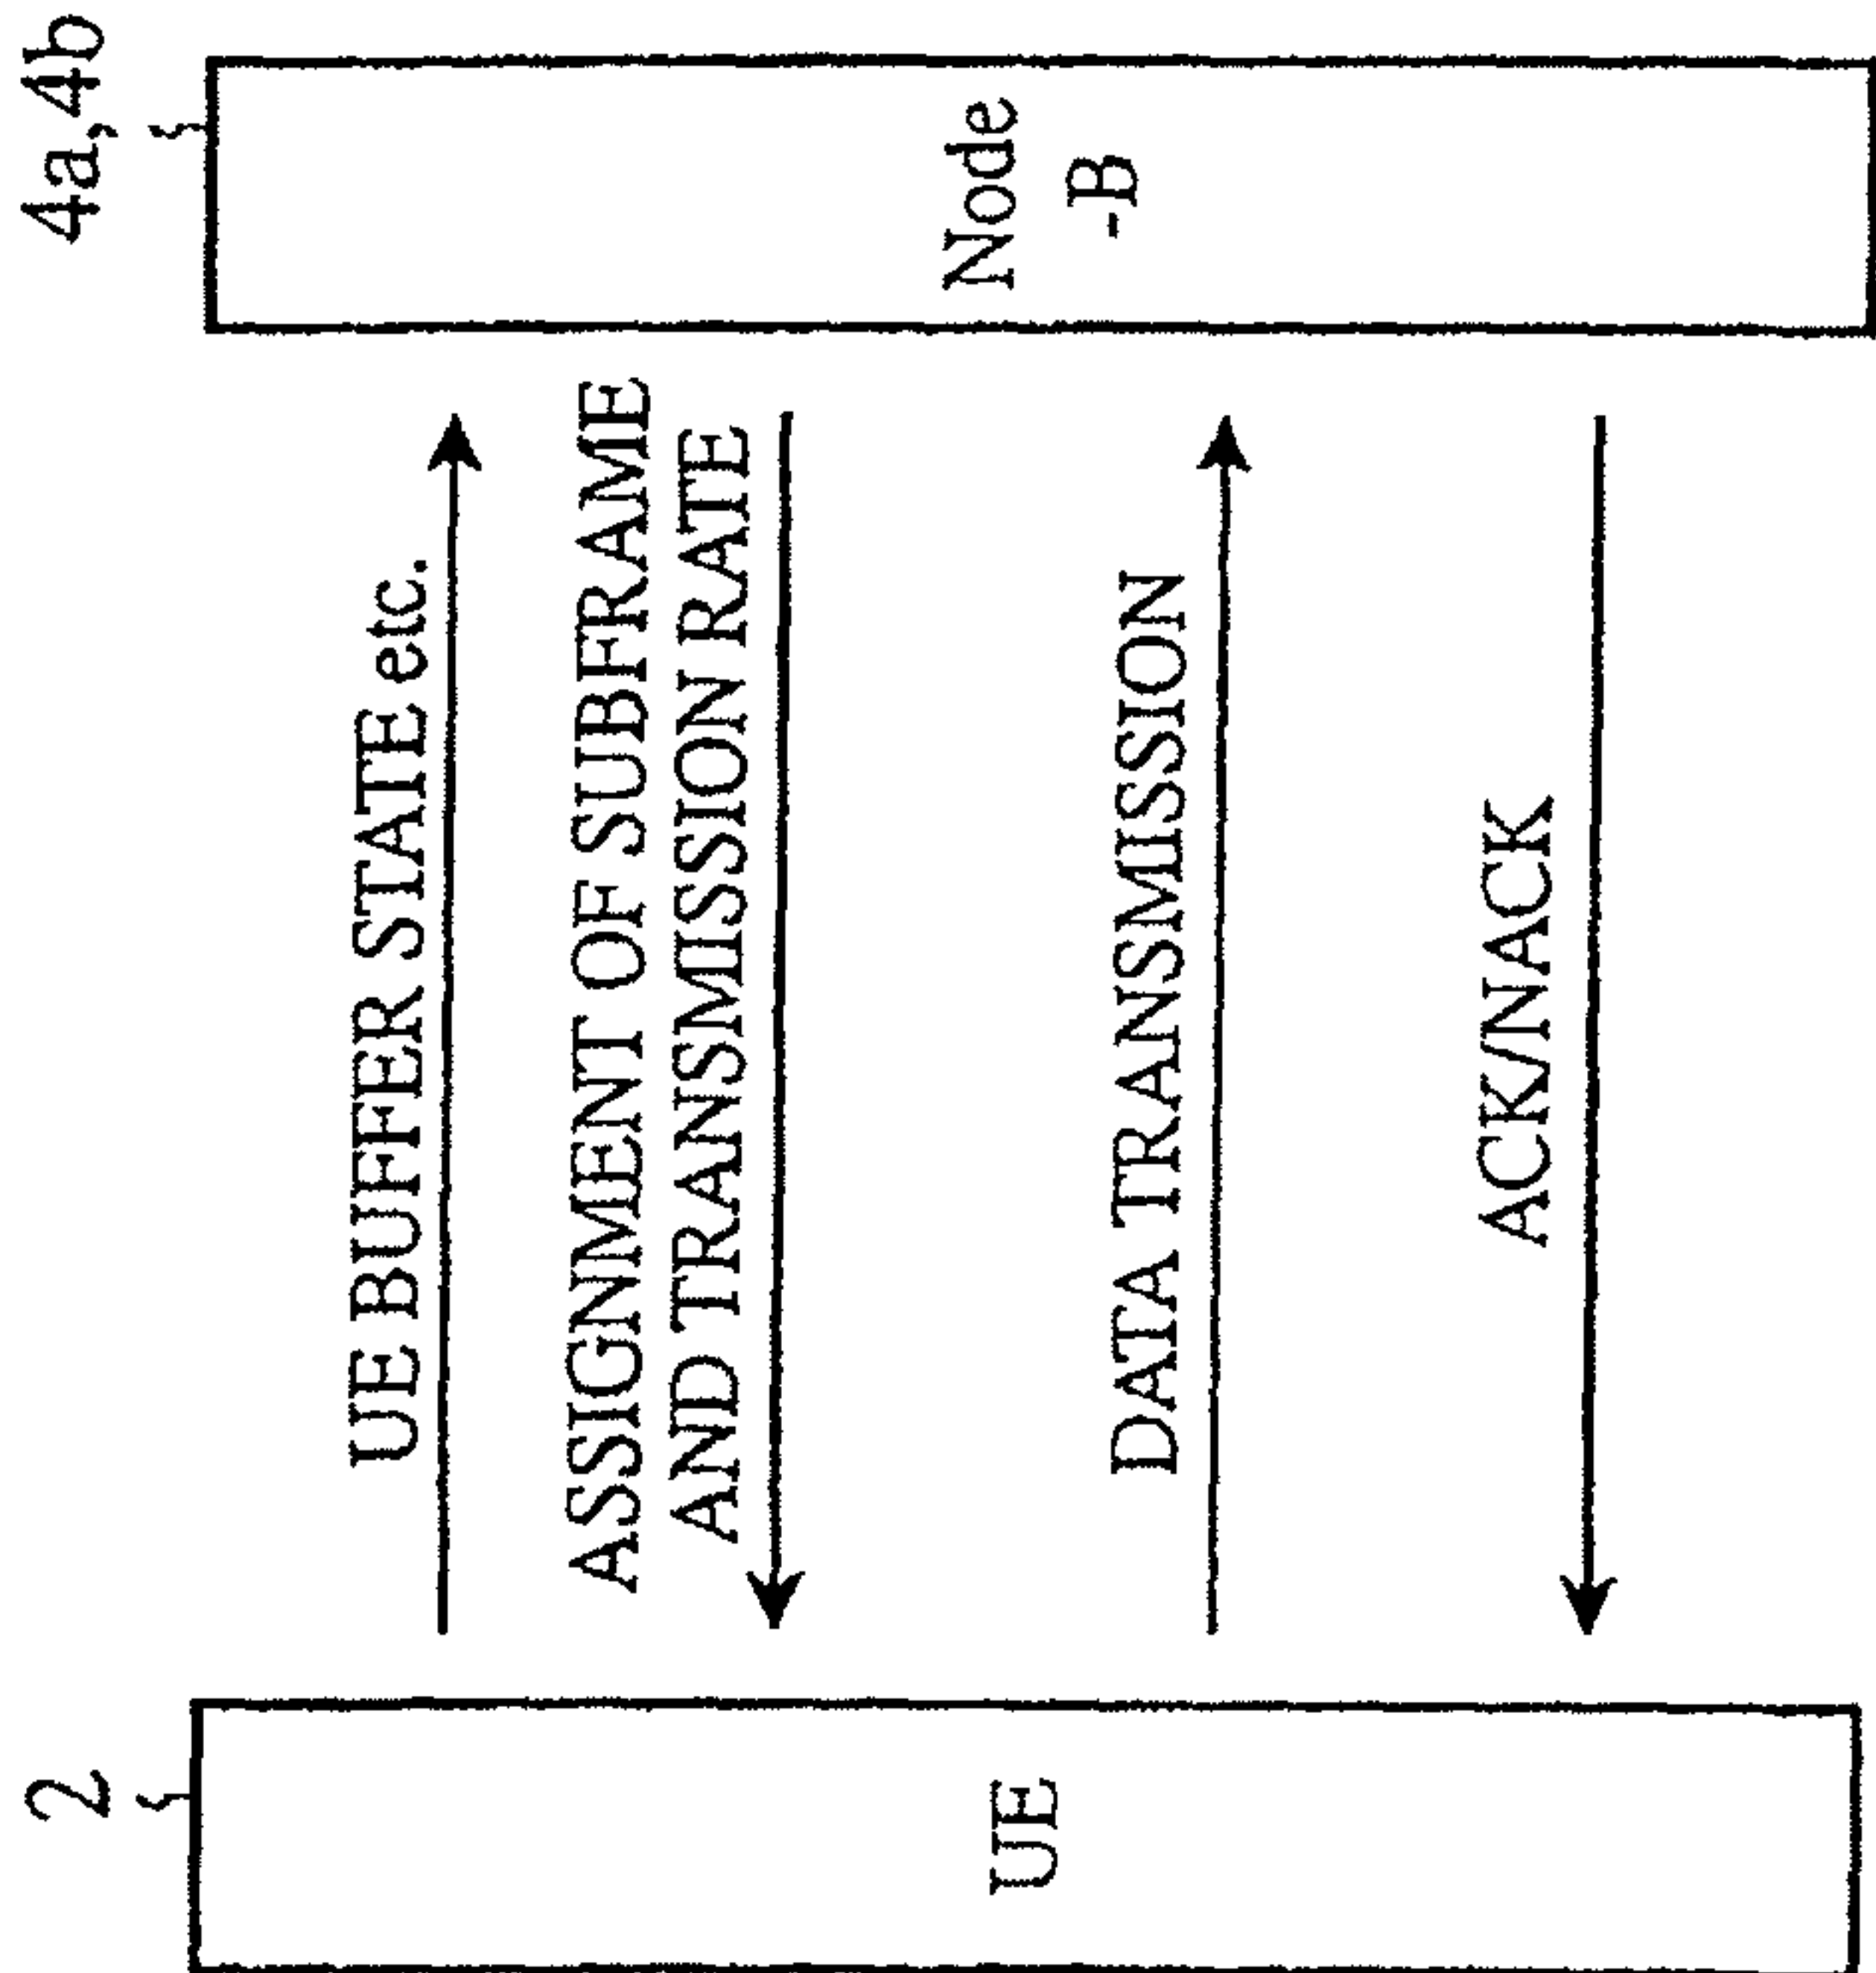 2
4a, 4b
UE BUFFER STATE etc.
ASSIGNMENT OF SUBFRAME
AND TRANSMISSION RATE
UE
Node
-B
DATA TRANSMISSION
ACK/NACK